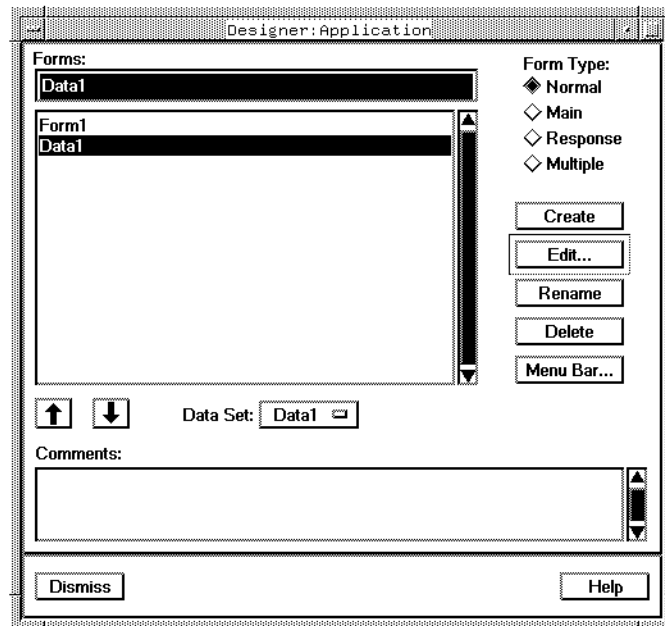 Designer:Application
Forms:
Data1
Form1
Data1
Form Type:
Normal
Main
Response
Multiple
Create
Edit...
Rename
Delete
Menu Bar...
Data Set: Data1
Comments:
Dismiss
Help